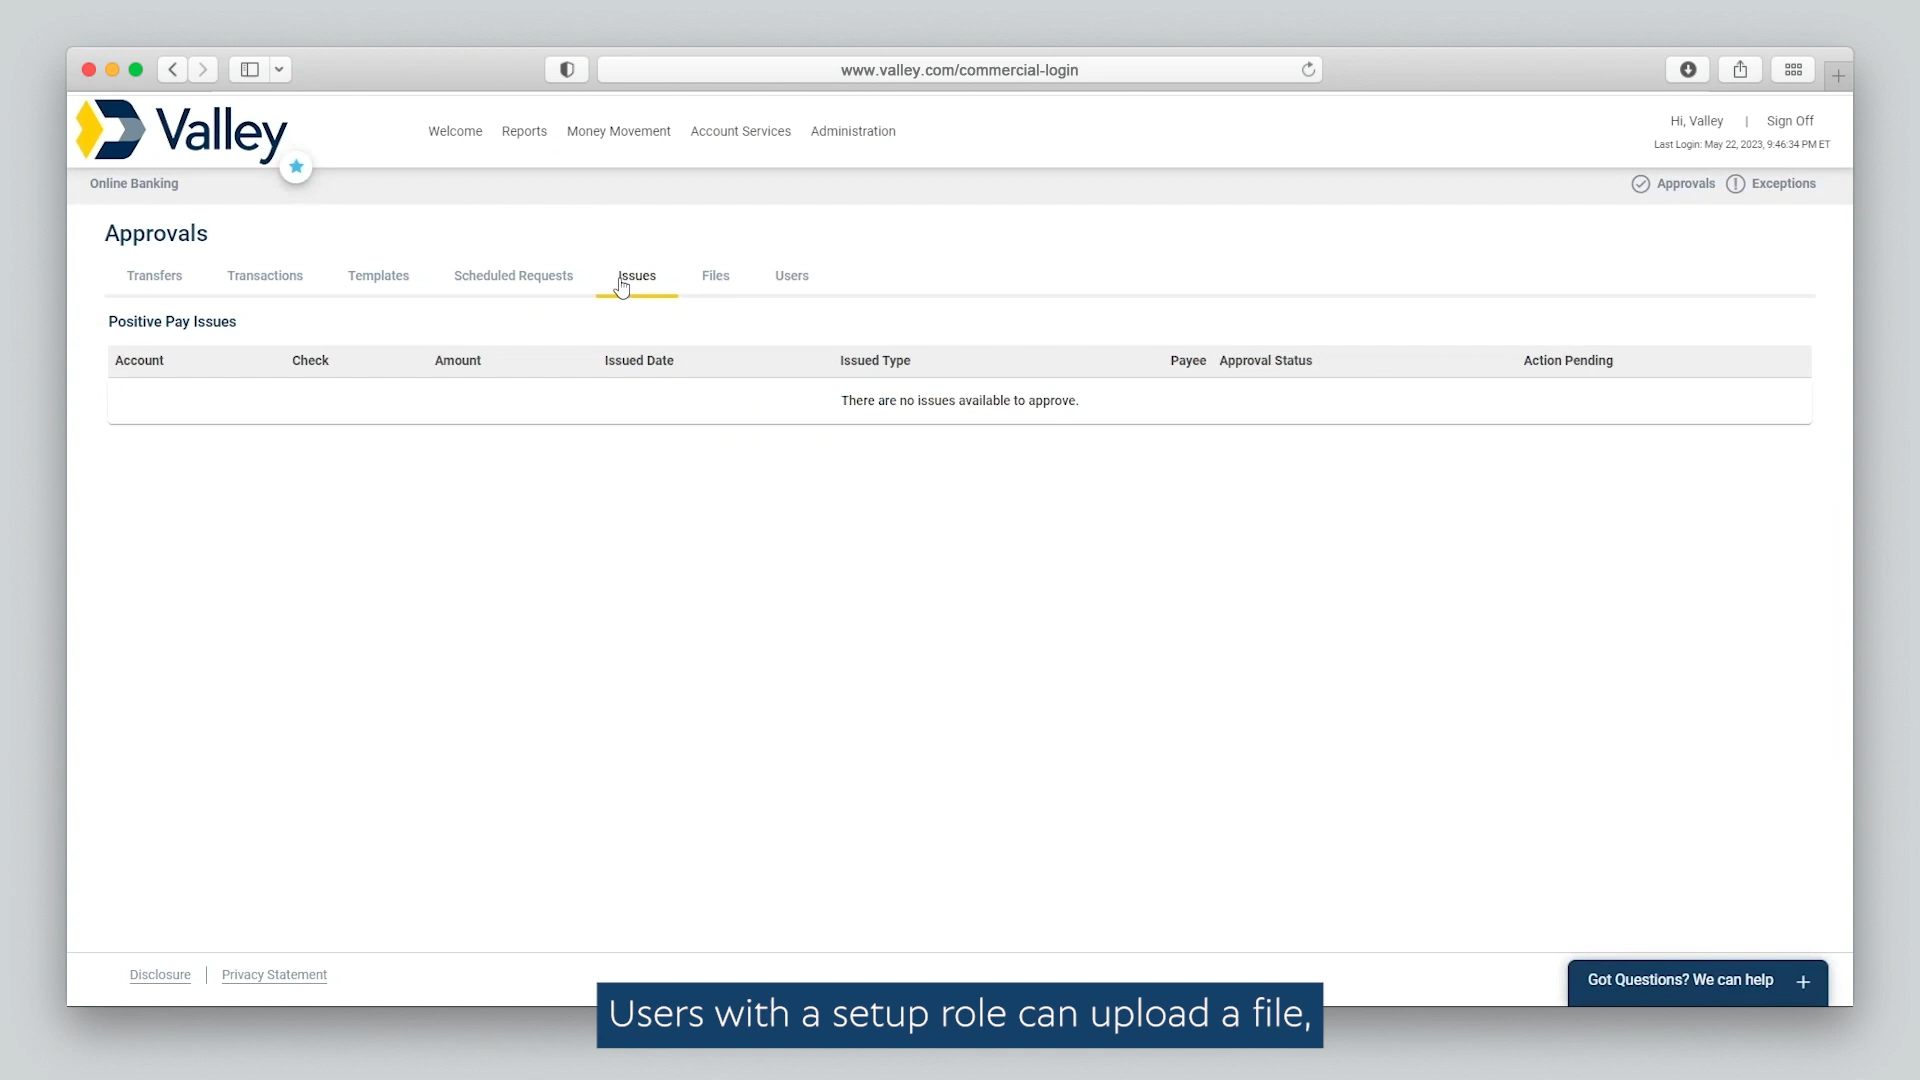 www.valley.com/commercial-login
Valley
Welcome Reports Money Movement Account Services Administration
Hi, Valley | Sign Off
Last Login: May 22, 2023, 9:46:34 PM ET
Online Banking
Approvals Exceptions
Approvals
Transfers Transactions Templates Scheduled Requests Issues Files Users
Positive Pay Issues
Account Check Amount Issued Date Issued Type Payee Approval Status Action Pending
There are no issues available to approve.
Disclosure | Privacy Statement
Got Questions? We can help +
Users with a setup role can upload a file,